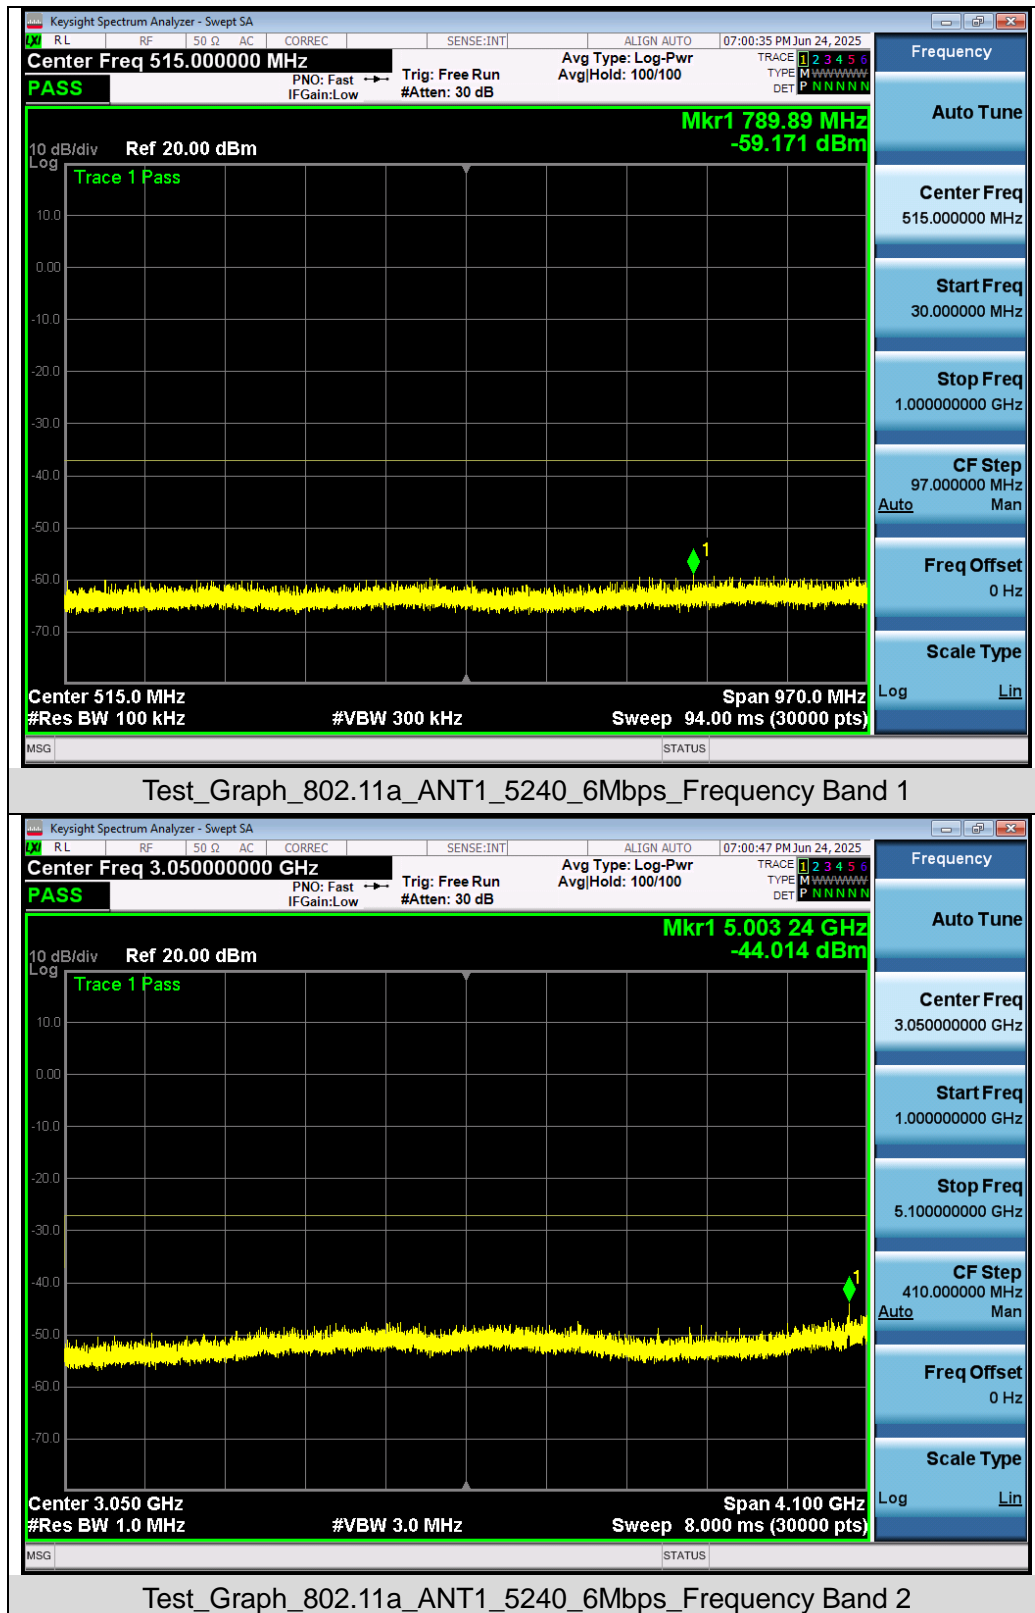 Keysight Spectrum Analyzer - Swept SA
LXI RL RF 50 Ω AC CORREC SENSE:INT ALIGN AUTO 07:00:35 PM Jun 24, 2025
Center Freq 515.000000 MHz
PASS
PNO: Fast
IFGain:Low
Trig: Free Run
#Atten: 30 dB
Avg Type: Log-Pwr
Avg|Hold: 100/100
TRACE 1 2 3 4 5 6
TYPE M W W W W W
DET P N N N N N
Mkr1 789.89 MHz
-59.171 dBm
10 dB/div Ref 20.00 dBm
Log
Trace 1 Pass
10.0
0.00
-10.0
-20.0
-30.0
-40.0
-50.0
-60.0
-70.0
1
Center 515.0 MHz Span 970.0 MHz
#Res BW 100 kHz #VBW 300 kHz Sweep 94.00 ms (30000 pts)
MSG STATUS
Frequency
Auto Tune
Center Freq
515.000000 MHz
Start Freq
30.000000 MHz
Stop Freq
1.000000000 GHz
CF Step
97.000000 MHz
Auto Man
Freq Offset
0 Hz
Scale Type
Log Lin
Test_Graph_802.11a_ANT1_5240_6Mbps_Frequency Band 1
Keysight Spectrum Analyzer - Swept SA
LXI RL RF 50 Ω AC CORREC SENSE:INT ALIGN AUTO 07:00:47 PM Jun 24, 2025
Center Freq 3.050000000 GHz
PASS
PNO: Fast
IFGain:Low
Trig: Free Run
#Atten: 30 dB
Avg Type: Log-Pwr
Avg|Hold: 100/100
TRACE 1 2 3 4 5 6
TYPE M W W W W W
DET P N N N N N
Mkr1 5.003 24 GHz
-44.014 dBm
10 dB/div Ref 20.00 dBm
Log
Trace 1 Pass
10.0
0.00
-10.0
-20.0
-30.0
-40.0
-50.0
-60.0
-70.0
1
Center 3.050 GHz Span 4.100 GHz
#Res BW 1.0 MHz #VBW 3.0 MHz Sweep 8.000 ms (30000 pts)
MSG STATUS
Frequency
Auto Tune
Center Freq
3.050000000 GHz
Start Freq
1.000000000 GHz
Stop Freq
5.100000000 GHz
CF Step
410.000000 MHz
Auto Man
Freq Offset
0 Hz
Scale Type
Log Lin
Test_Graph_802.11a_ANT1_5240_6Mbps_Frequency Band 2